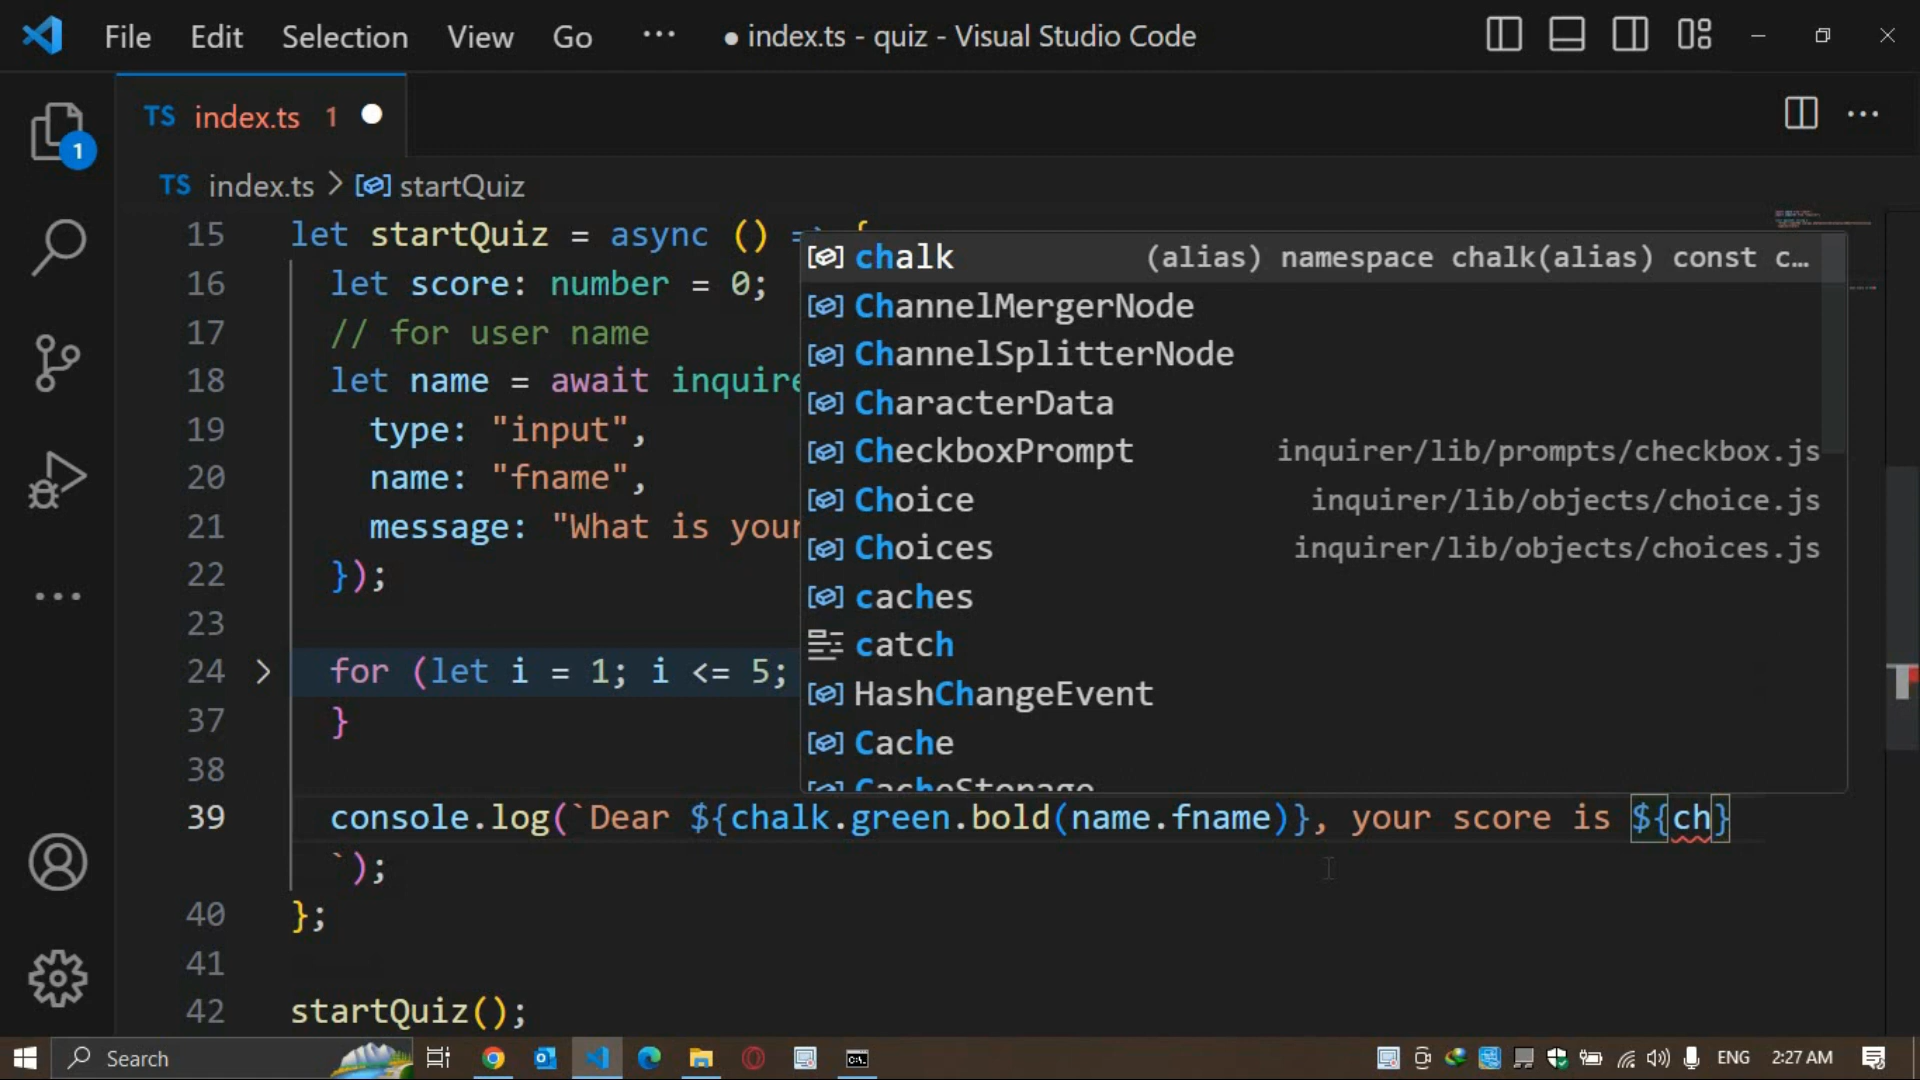 File Edit Selection View Go ··· ● index.ts - quiz - Visual Studio Code
1
TS index.ts 1 ●
TS index.ts > startQuiz
15 let startQuiz = async () => {
16 let score: number = 0;
17 // for user name
18 let name = await inquire
19 type: "input",
20 name: "fname",
21 message: "What is your
22 });
23
24 for (let i = 1; i <= 5;
37 }
38
39 console.log(`Dear ${chalk.green.bold(name.fname)}, your score is ${ch}
`);
40 };
41
42 startQuiz();
chalk (alias) namespace chalk(alias) const c…
ChannelMergerNode
ChannelSplitterNode
CharacterData
CheckboxPrompt inquirer/lib/prompts/checkbox.js
Choice inquirer/lib/objects/choice.js
Choices inquirer/lib/objects/choices.js
caches
catch
HashChangeEvent
Cache
CacheStorage
Search ENG 2:27 AM